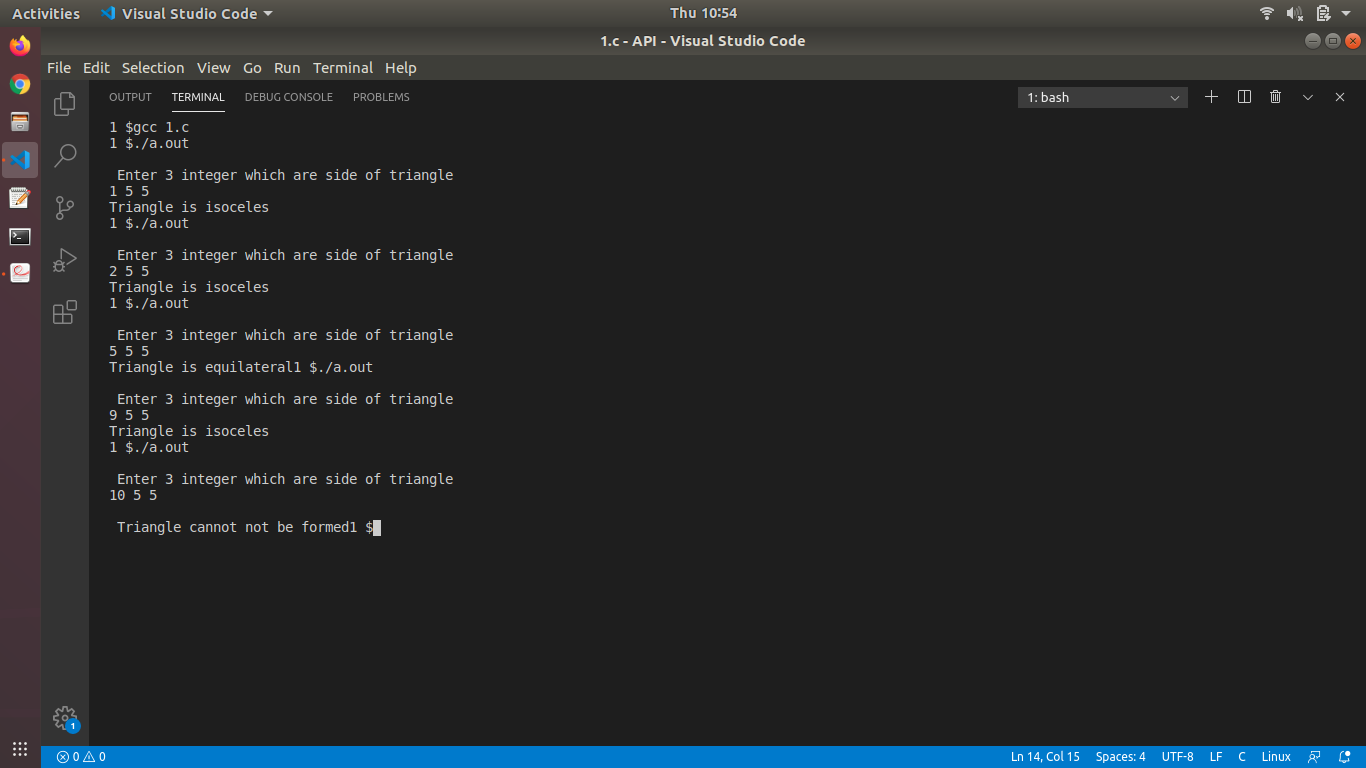 Activities Visual Studio Code Thu 10:54
1.c - API - Visual Studio Code
File Edit Selection View Go Run Terminal Help
OUTPUT TERMINAL DEBUG CONSOLE PROBLEMS 1: bash
1 $gcc 1.c
1 $./a.out
Enter 3 integer which are side of triangle
1 5 5
Triangle is isoceles
1 $./a.out
Enter 3 integer which are side of triangle
2 5 5
Triangle is isoceles
1 $./a.out
Enter 3 integer which are side of triangle
5 5 5
Triangle is equilateral1 $./a.out
Enter 3 integer which are side of triangle
9 5 5
Triangle is isoceles
1 $./a.out
Enter 3 integer which are side of triangle
10 5 5
Triangle cannot not be formed1 $
1
0 0 Ln 14, Col 15 Spaces: 4 UTF-8 LF C Linux